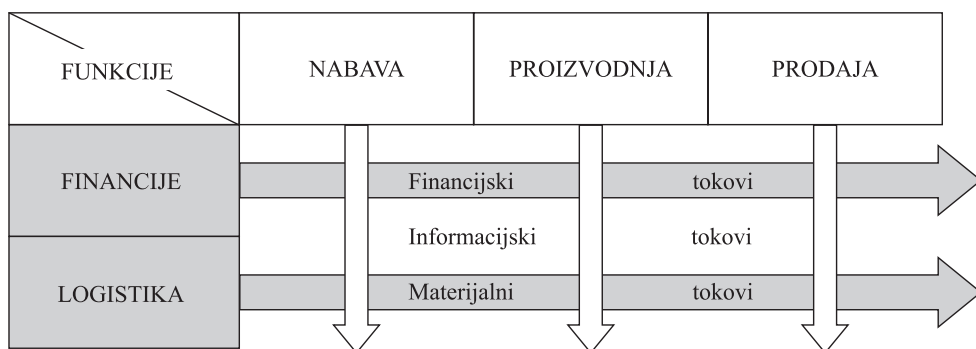 FUNKCIJE NABAVA PROIZVODNJA PRODAJA
FINANCIJE Financijski tokovi
Informacijski tokovi
LOGISTIKA Materijalni tokovi